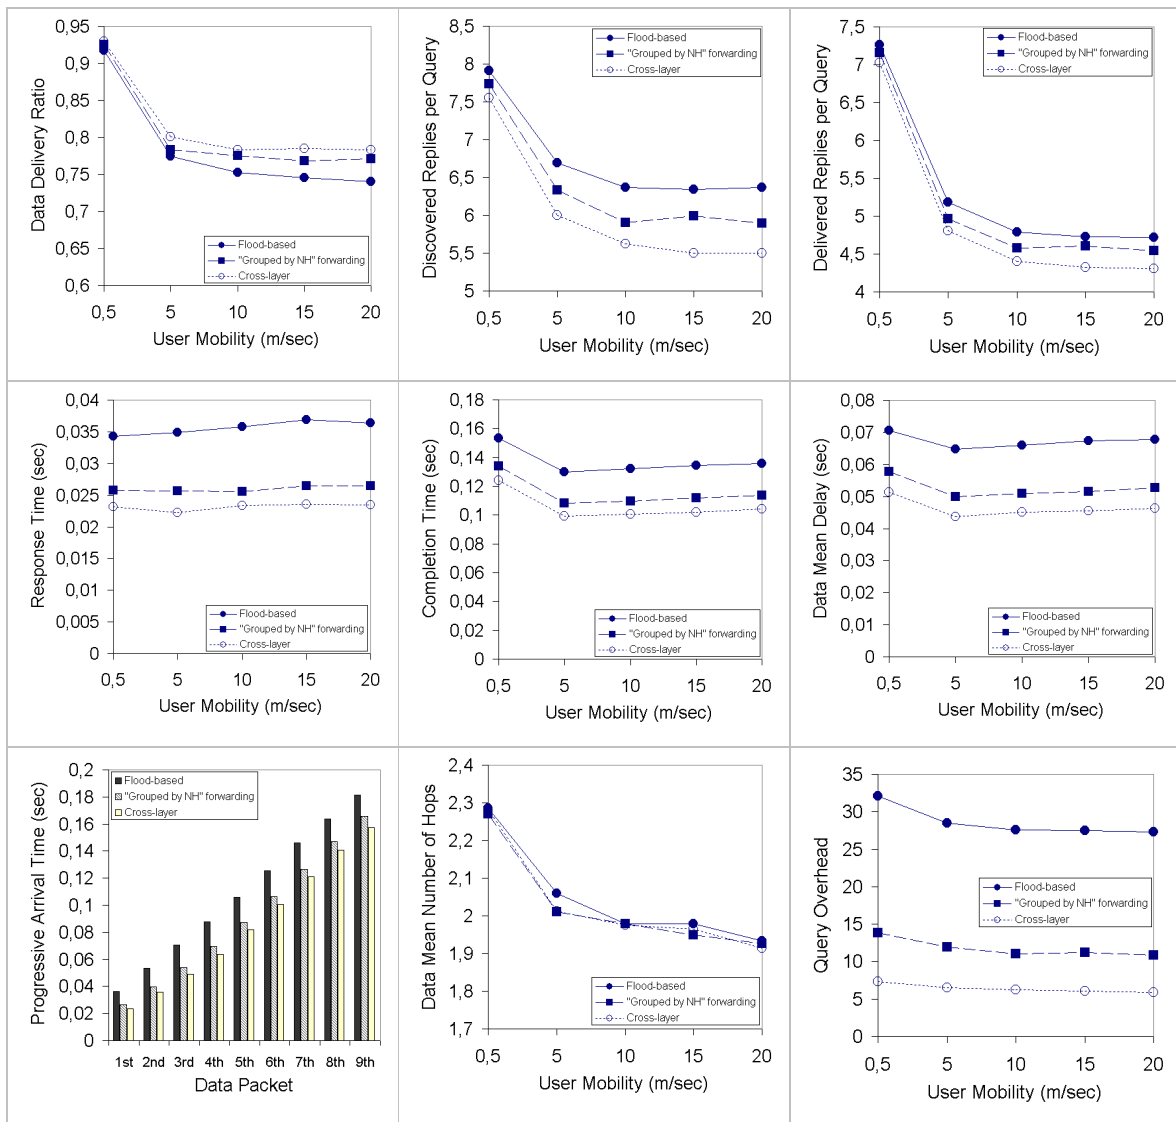 Data Delivery Ratio
0,95
0,9
0,85
0,8
0,75
0,7
0,65
0,6
Flood-based
"Grouped by NH" forwarding
Cross-layer
0,5 5 10 15 20
User Mobility (m/sec)
Discovered Replies per Query
8,5
8
7,5
7
6,5
6
5,5
5
Flood-based
"Grouped by NH" forwarding
Cross-layer
0,5 5 10 15 20
User Mobility (m/sec)
Delivered Replies per Query
7,5
7
6,5
6
5,5
5
4,5
4
Flood-based
"Grouped by NH" forwarding
Cross-layer
0,5 5 10 15 20
User Mobility (m/sec)
Response Time (sec)
0,04
0,035
0,03
0,025
0,02
0,015
0,01
0,005
0
Flood-based
"Grouped by NH" forwarding
Cross-layer
0,5 5 10 15 20
User Mobility (m/sec)
Completion Time (sec)
0,18
0,16
0,14
0,12
0,1
0,08
0,06
0,04
0,02
0
Flood-based
"Grouped by NH" forwarding
Cross-layer
0,5 5 10 15 20
User Mobility (m/sec)
Data Mean Delay (sec)
0,08
0,07
0,06
0,05
0,04
0,03
0,02
0,01
0
Flood-based
"Grouped by NH" forwarding
Cross-layer
0,5 5 10 15 20
User Mobility (m/sec)
Progressive Arrival Time (sec)
0,2
0,18
0,16
0,14
0,12
0,1
0,08
0,06
0,04
0,02
0
Flood-based
"Grouped by NH" forwarding
Cross-layer
1st 2nd 3rd 4th 5th 6th 7th 8th 9th
Data Packet
Data Mean Number of Hops
2,4
2,3
2,2
2,1
2
1,9
1,8
1,7
Flood-based
"Grouped by NH" forwarding
Cross-layer
0,5 5 10 15 20
User Mobility (m/sec)
Query Overhead
35
30
25
20
15
10
5
0
Flood-based
"Grouped by NH" forwarding
Cross-layer
0,5 5 10 15 20
User Mobility (m/sec)